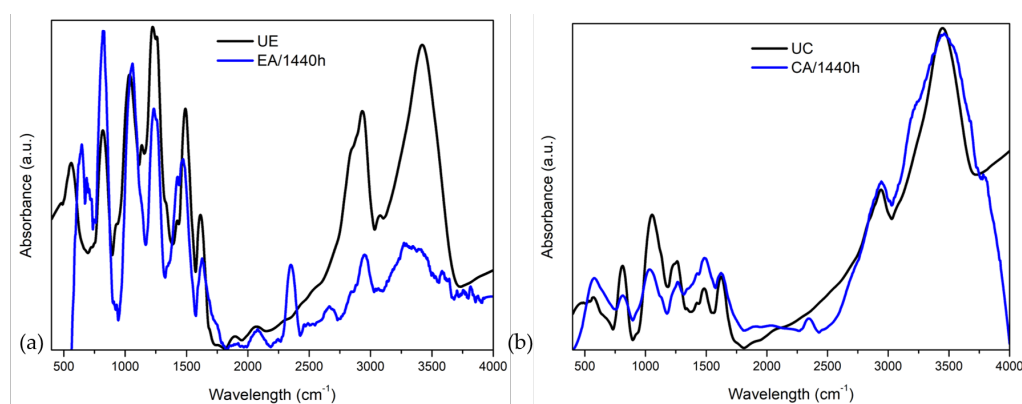 UE
EA/1440h
Absorbance (a.u.)
(a)
500 1000 1500 2000 2500 3000 3500 4000
Wavelength (cm-1)
UC
CA/1440h
Absorbance (a.u.)
(b)
500 1000 1500 2000 2500 3000 3500 4000
Wavelength (cm-1)